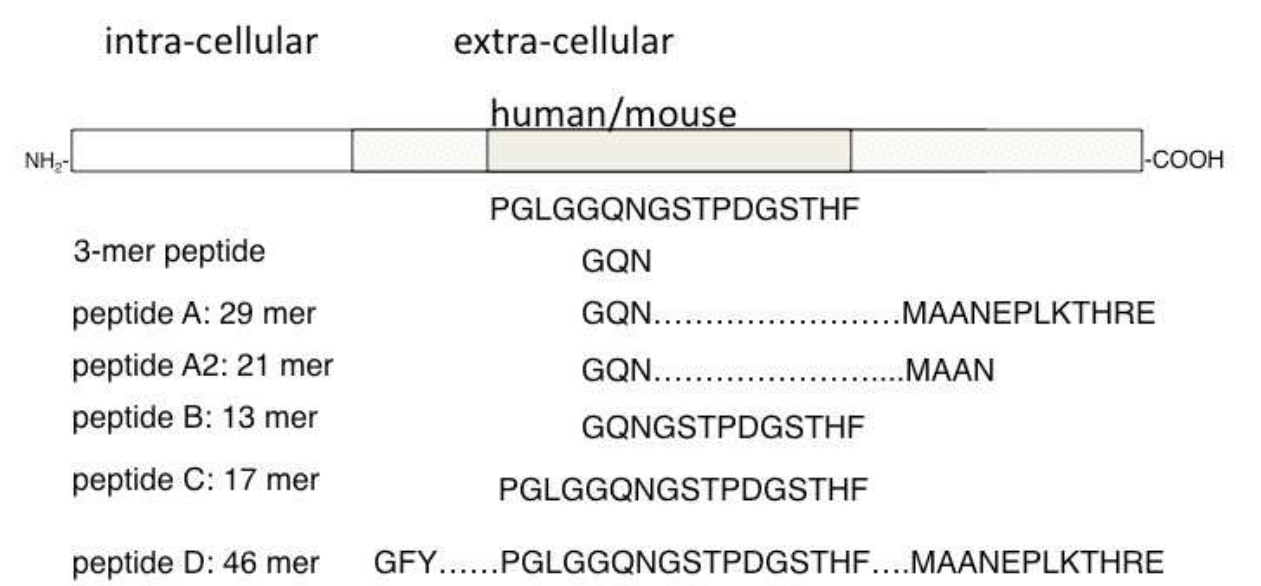 intra-cellular extra-cellular
human/mouse
NH₂- -COOH
PGLGGQNGSTPDGSTHF
3-mer peptide GQN
peptide A: 29 mer GQN........................MAANEPLKTHRE
peptide A2: 21 mer GQN.........................MAAN
peptide B: 13 mer GQNGSTPDGSTHF
peptide C: 17 mer PGLGGQNGSTPDGSTHF
peptide D: 46 mer GFY......PGLGGQNGSTPDGSTHF....MAANEPLKTHRE